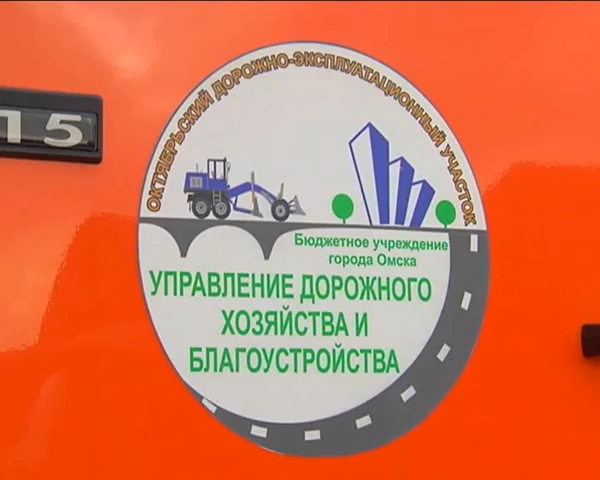 15
ОКТЯБРЬСКИЙ ДОРОЖНО-ЭКСПЛУАТАЦИОННЫЙ УЧАСТОК
Бюджетное учреждение
города Омска
УПРАВЛЕНИЕ ДОРОЖНОГО
ХОЗЯЙСТВА И
БЛАГОУСТРОЙСТВА